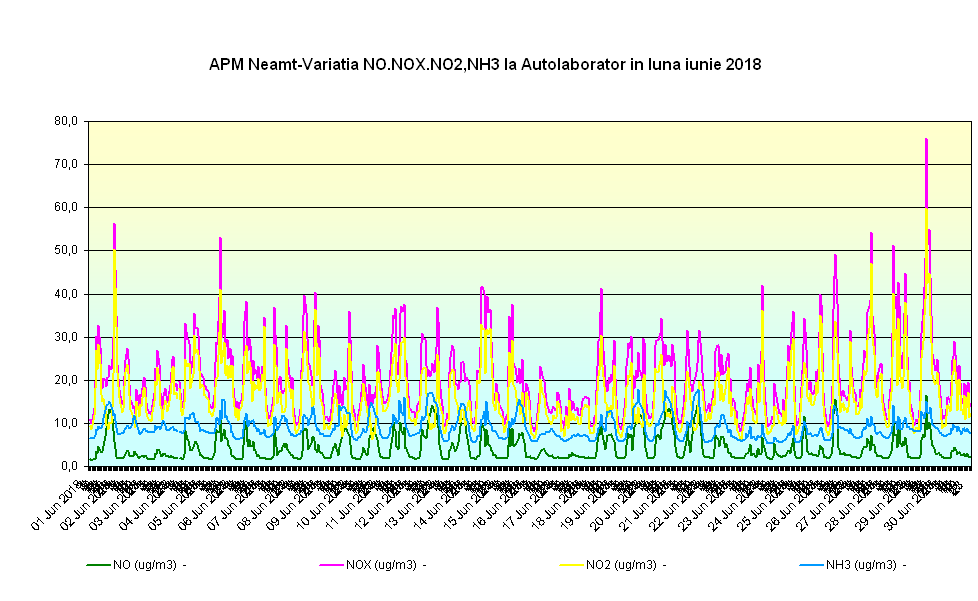 APM Neamt-Variatia NO.NOX.NO2,NH3 la Autolaborator in luna iunie 2018
80,0
70,0
60,0
50,0
40,0
30,0
20,0
10,0
0,0
01 Jun 2018
02 Jun 2018
03 Jun 2018
04 Jun 2018
05 Jun 2018
06 Jun 2018
07 Jun 2018
08 Jun 2018
09 Jun 2018
10 Jun 2018
11 Jun 2018
12 Jun 2018
13 Jun 2018
14 Jun 2018
15 Jun 2018
16 Jun 2018
17 Jun 2018
18 Jun 2018
19 Jun 2018
20 Jun 2018
21 Jun 2018
22 Jun 2018
23 Jun 2018
24 Jun 2018
25 Jun 2018
26 Jun 2018
27 Jun 2018
28 Jun 2018
29 Jun 2018
30 Jun 2018
NO (ug/m3) - NOX (ug/m3) - NO2 (ug/m3) - NH3 (ug/m3) -